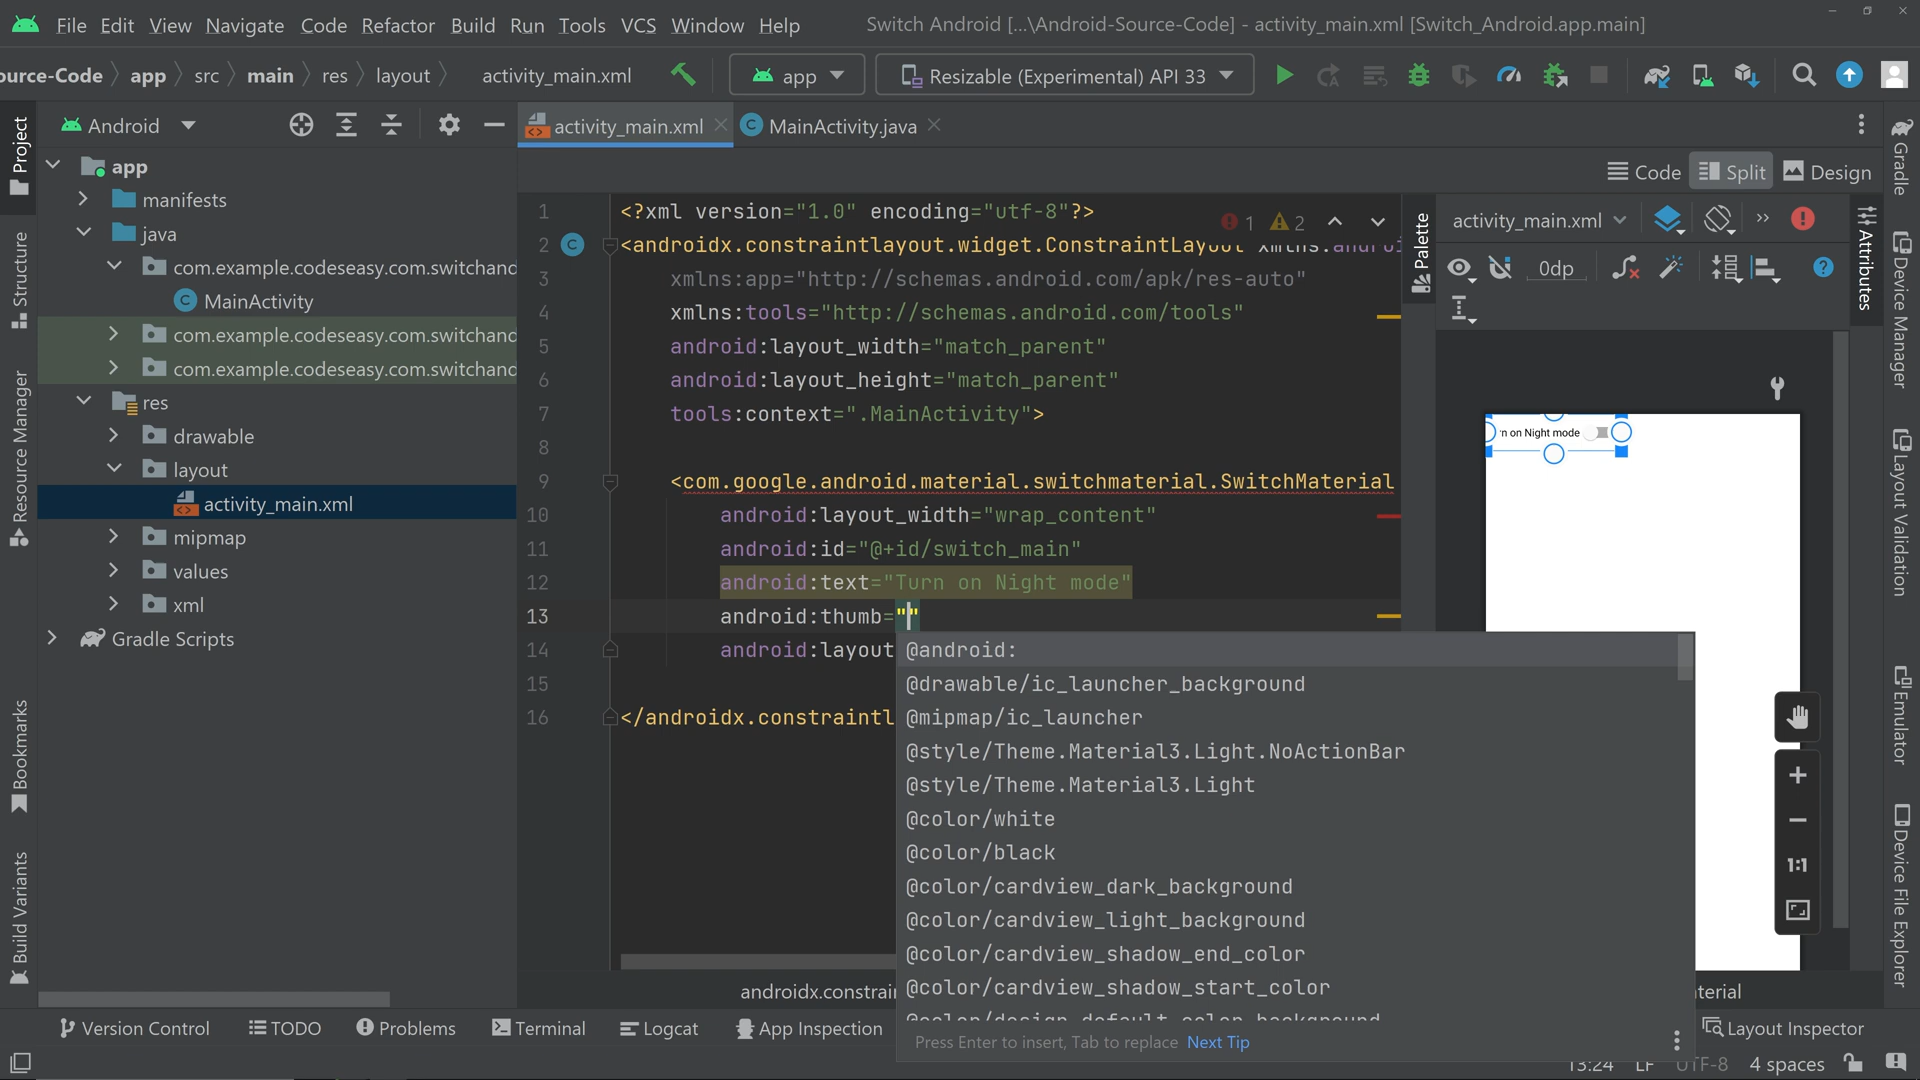 File Edit View Navigate Code Refactor Build Run Tools VCS Window Help Switch Android [...\Android-Source-Code] - activity_main.xml [Switch_Android.app.main]
ource-Code app src main res layout activity_main.xml app Resizable (Experimental) API 33
Project
Structure
Resource Manager
Bookmarks
Build Variants
Android
app
manifests
java
com.example.codeseasy.com.switchand
MainActivity
com.example.codeseasy.com.switchand
com.example.codeseasy.com.switchand
res
drawable
layout
activity_main.xml
mipmap
values
xml
Gradle Scripts
activity_main.xml MainActivity.java
Code Split Design
1 2
1 <?xml version="1.0" encoding="utf-8"?>
2 <androidx.constraintlayout.widget.ConstraintLayout xmlns:androi
3 xmlns:app="http://schemas.android.com/apk/res-auto"
4 xmlns:tools="http://schemas.android.com/tools"
5 android:layout_width="match_parent"
6 android:layout_height="match_parent"
7 tools:context=".MainActivity">
8
9 <com.google.android.material.switchmaterial.SwitchMaterial
10 android:layout_width="wrap_content"
11 android:id="@+id/switch_main"
12 android:text="Turn on Night mode"
13 android:thumb=""
14 android:layout
15
16 </androidx.constraintl
@android:
@drawable/ic_launcher_background
@mipmap/ic_launcher
@style/Theme.Material3.Light.NoActionBar
@style/Theme.Material3.Light
@color/white
@color/black
@color/cardview_dark_background
@color/cardview_light_background
@color/cardview_shadow_end_color
@color/cardview_shadow_start_color
@color/design_default_color_background
Press Enter to insert, Tab to replace Next Tip
androidx.constrain
terial
Palette
activity_main.xml
0dp
rn on Night mode
1:1
Attributes
Gradle
Device Manager
Layout Validation
Emulator
Device File Explorer
Version Control TODO Problems Terminal Logcat App Inspection Layout Inspector
13:24 LF UTF-8 4 spaces